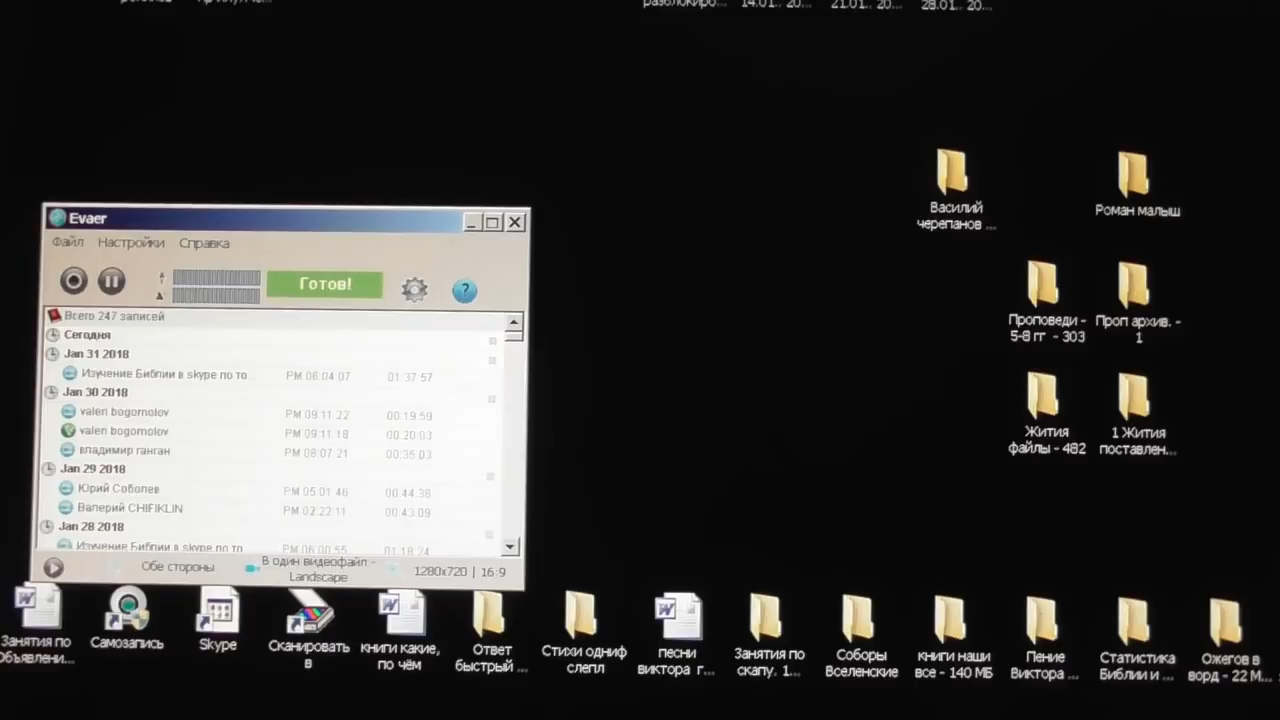 разблокиро...
14.01.. 20...
21.01.. 20...
28.01.. 20...
Василий
черепанов ...
Роман малыш
Проповеди -
5-8 гг - 303
Проп архив. -
1
Жития
файлы - 482
1 Жития
поставлен...
Evaer
Файл Настройки Справка
Готов!
?
Всего 247 записей
Сегодня
Jan 31 2018
Изучение Библии в skype по то... PM 06:04:07 01:37:57
Jan 30 2018
valeri bogomolov PM 09:11:22 00:19:59
valeri bogomolov PM 09:11:18 00:20:03
владимир ганган PM 08:07:21 00:35:03
Jan 29 2018
Юрий Соболев PM 05:01:46 00:44:38
Валерий CHIFIKLIN PM 02:22:11 00:43:09
Jan 28 2018
Изучение Библии в skype по то PM 06:00:55 01:18:24
Обе стороны
В один видеофайл -
Landscape
1280x720 | 16:9
Занятия по
Объявлени...
Самозапись
Skype
Сканировать
в
книги какие,
по чём
Ответ
быстрый ...
Стихи одниф
слепл
песни
виктора г...
Занятия по
скапу. 1...
Соборы
Вселенские
книги наши
все - 140 МБ
Пение
Виктора ...
Статистика
Библии и ...
Ожегов в
ворд - 22 М...